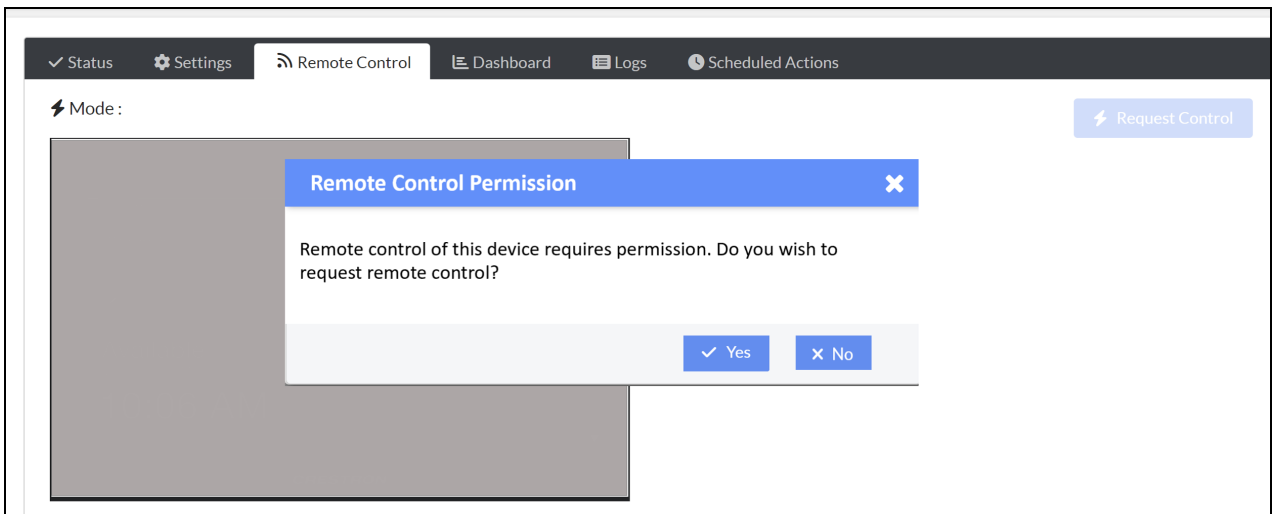 Status Settings Remote Control Dashboard Logs Scheduled Actions
Mode :
Request Control
Remote Control Permission
Remote control of this device requires permission. Do you wish to
request remote control?
Yes No